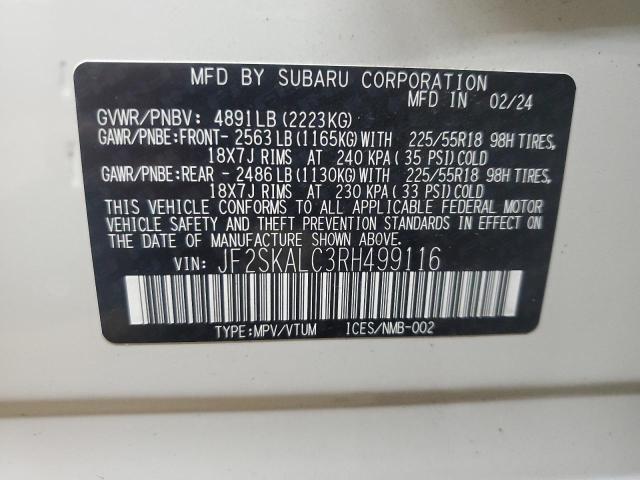 MFD BY SUBARU CORPORATION
MFD IN 02/24
GVWR/PNBV: 4891LB (2223KG)
GAWR/PNBE:FRONT- 2563LB (1165KG) WITH 225/55R18 98H TIRES,
18X7J RIMS AT 240 KPA (35 PSI) COLD
GAWR/PNBE:REAR - 2486LB (1130KG) WITH 225/55R18 98H TIRES,
18X7J RIMS AT 230 KPA (33 PSI) COLD
THIS VEHICLE CONFORMS TO ALL APPLICABLE FEDERAL MOTOR
VEHICLE SAFETY AND THEFT PREVENTION STANDARDS IN EFFECT ON
THE DATE OF MANUFACTURE SHOWN ABOVE.
VIN: JF2SKALC3RH499116
TYPE:MPV/VTUM ICES/NMB-002